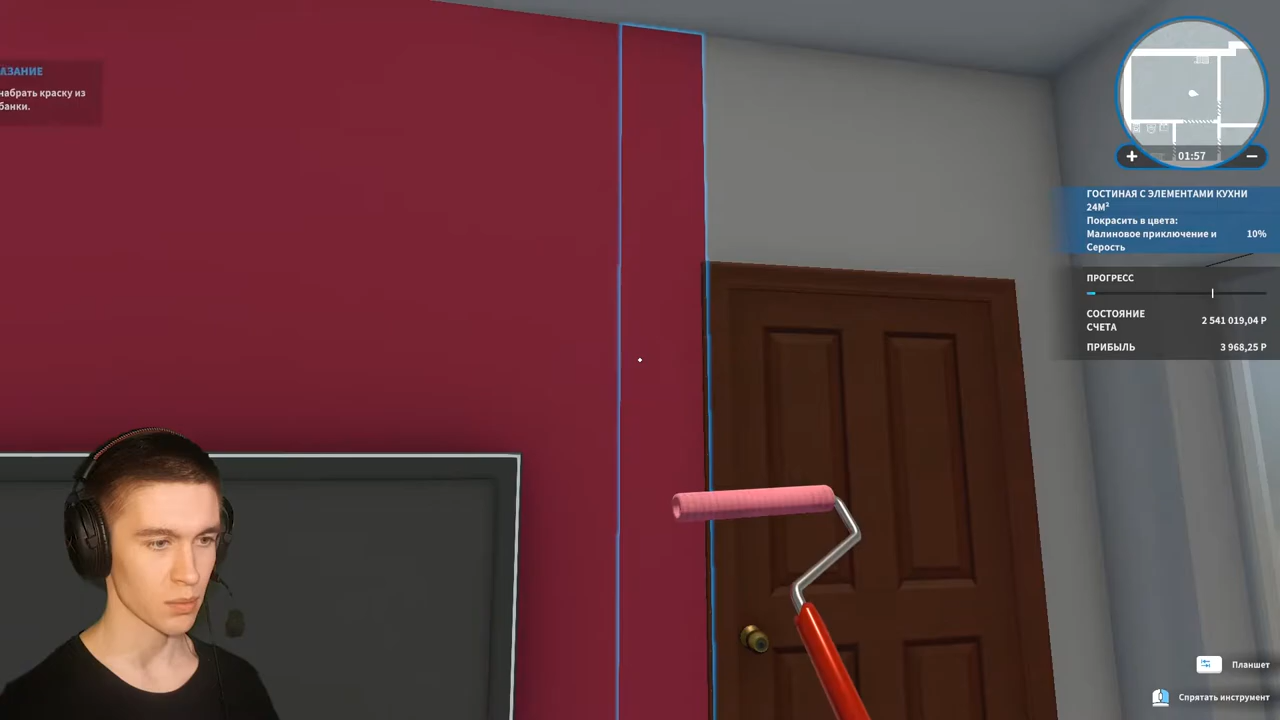 АЗАНИЕ
набрать краску из
банки.
+ 01:57 −
ГОСТИНАЯ С ЭЛЕМЕНТАМИ КУХНИ
24М²
Покрасить в цвета:
Малиновое приключение и 10%
Серость
ПРОГРЕСС
СОСТОЯНИЕ
СЧЕТА 2 541 019,04 Р
ПРИБЫЛЬ 3 968,25 Р
Планшет
Спрятать инструмент